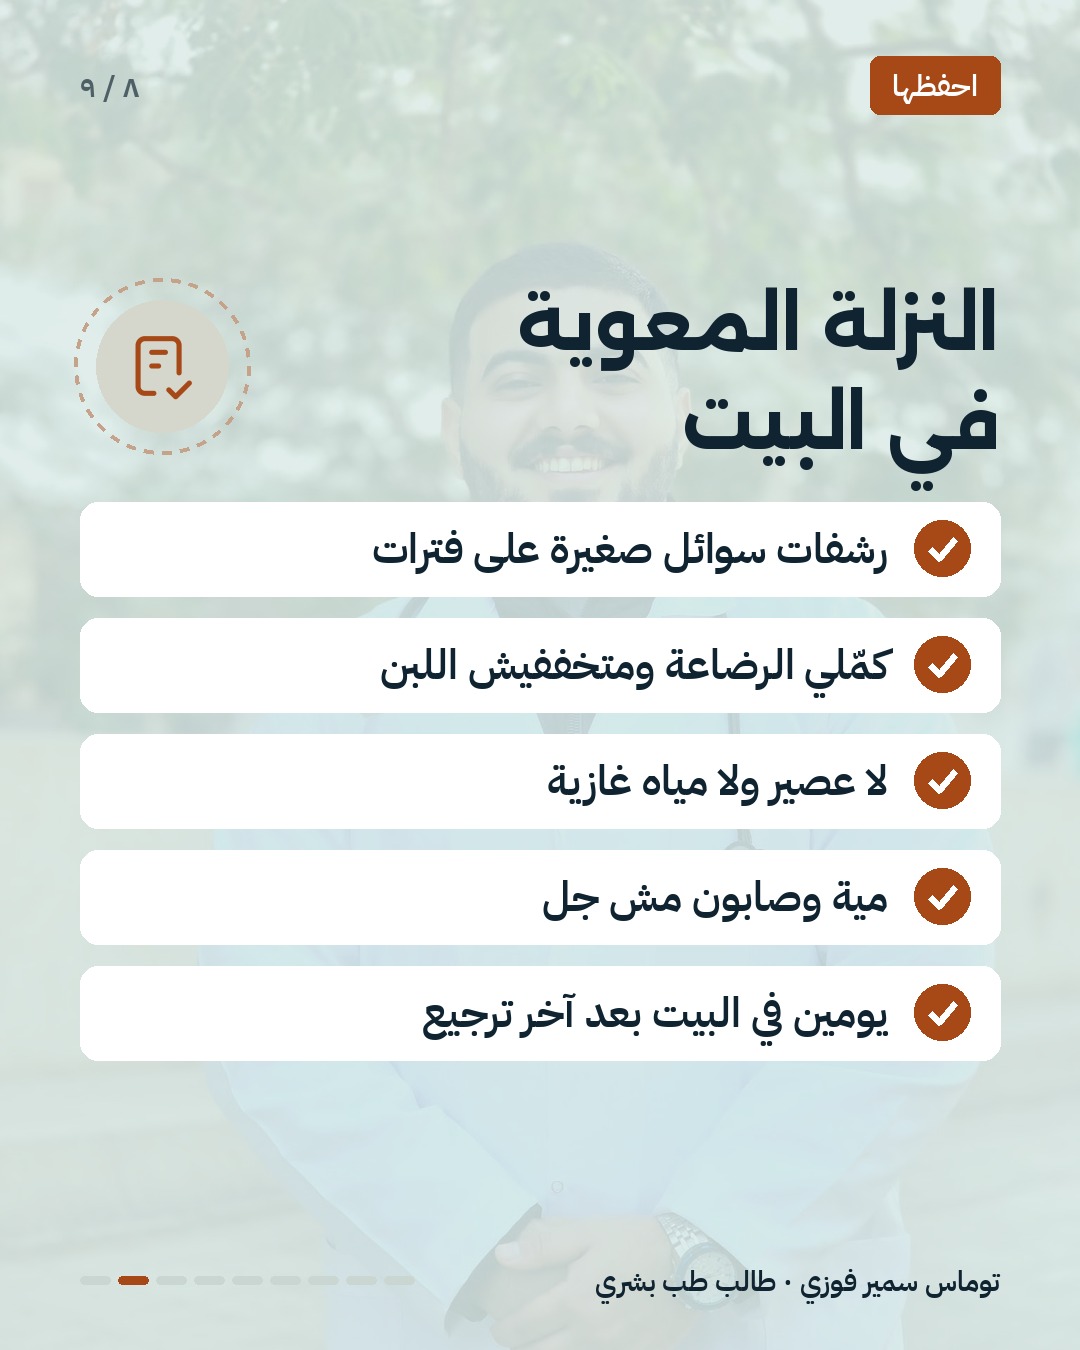 احفظها
٨ / ٩
النزلة المعوية
في البيت
رشفات سوائل صغيرة على فترات
كمّلي الرضاعة ومتخففيش اللبن
لا عصير ولا مياه غازية
مية وصابون مش جل
يومين في البيت بعد آخر ترجيع
توماس سمير فوزي · طالب طب بشري